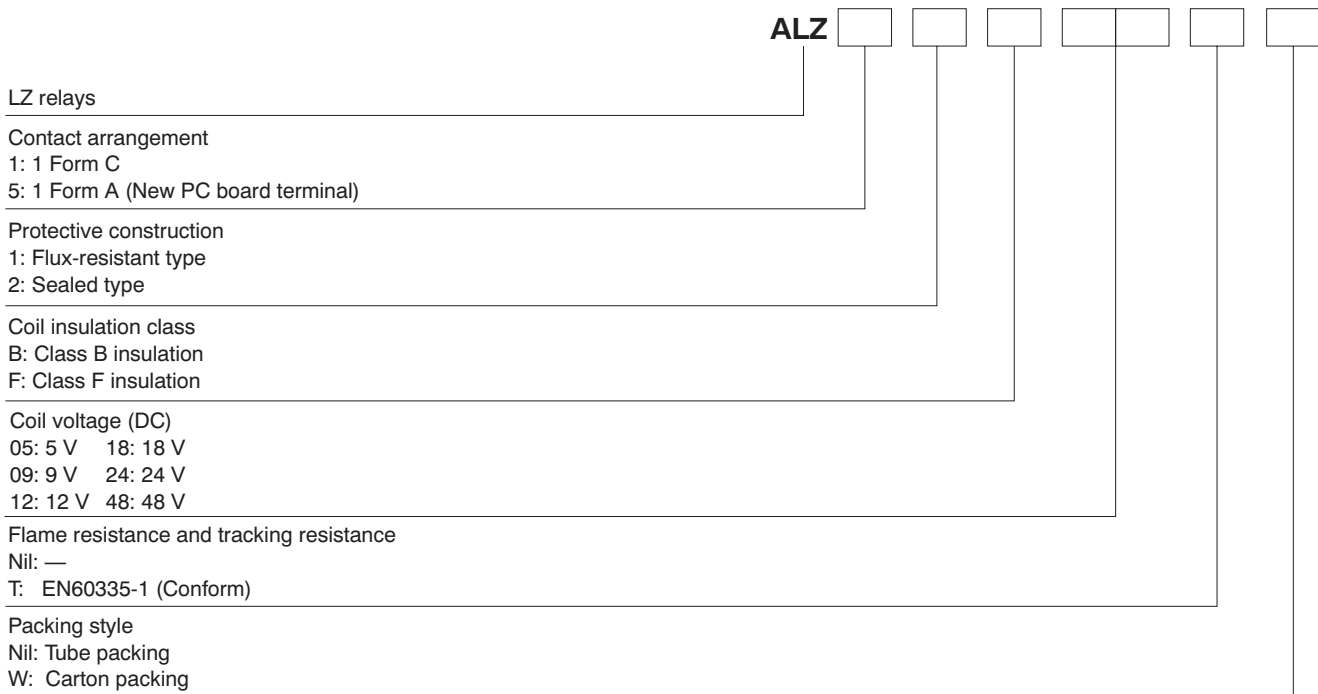 ALZ
LZ relays
Contact arrangement
1: 1 Form C
5: 1 Form A (New PC board terminal)
Protective construction
1: Flux-resistant type
2: Sealed type
Coil insulation class
B: Class B insulation
F: Class F insulation
Coil voltage (DC)
05: 5 V 18: 18 V
09: 9 V 24: 24 V
12: 12 V 48: 48 V
Flame resistance and tracking resistance
Nil: —
T: EN60335-1 (Conform)
Packing style
Nil: Tube packing
W: Carton packing